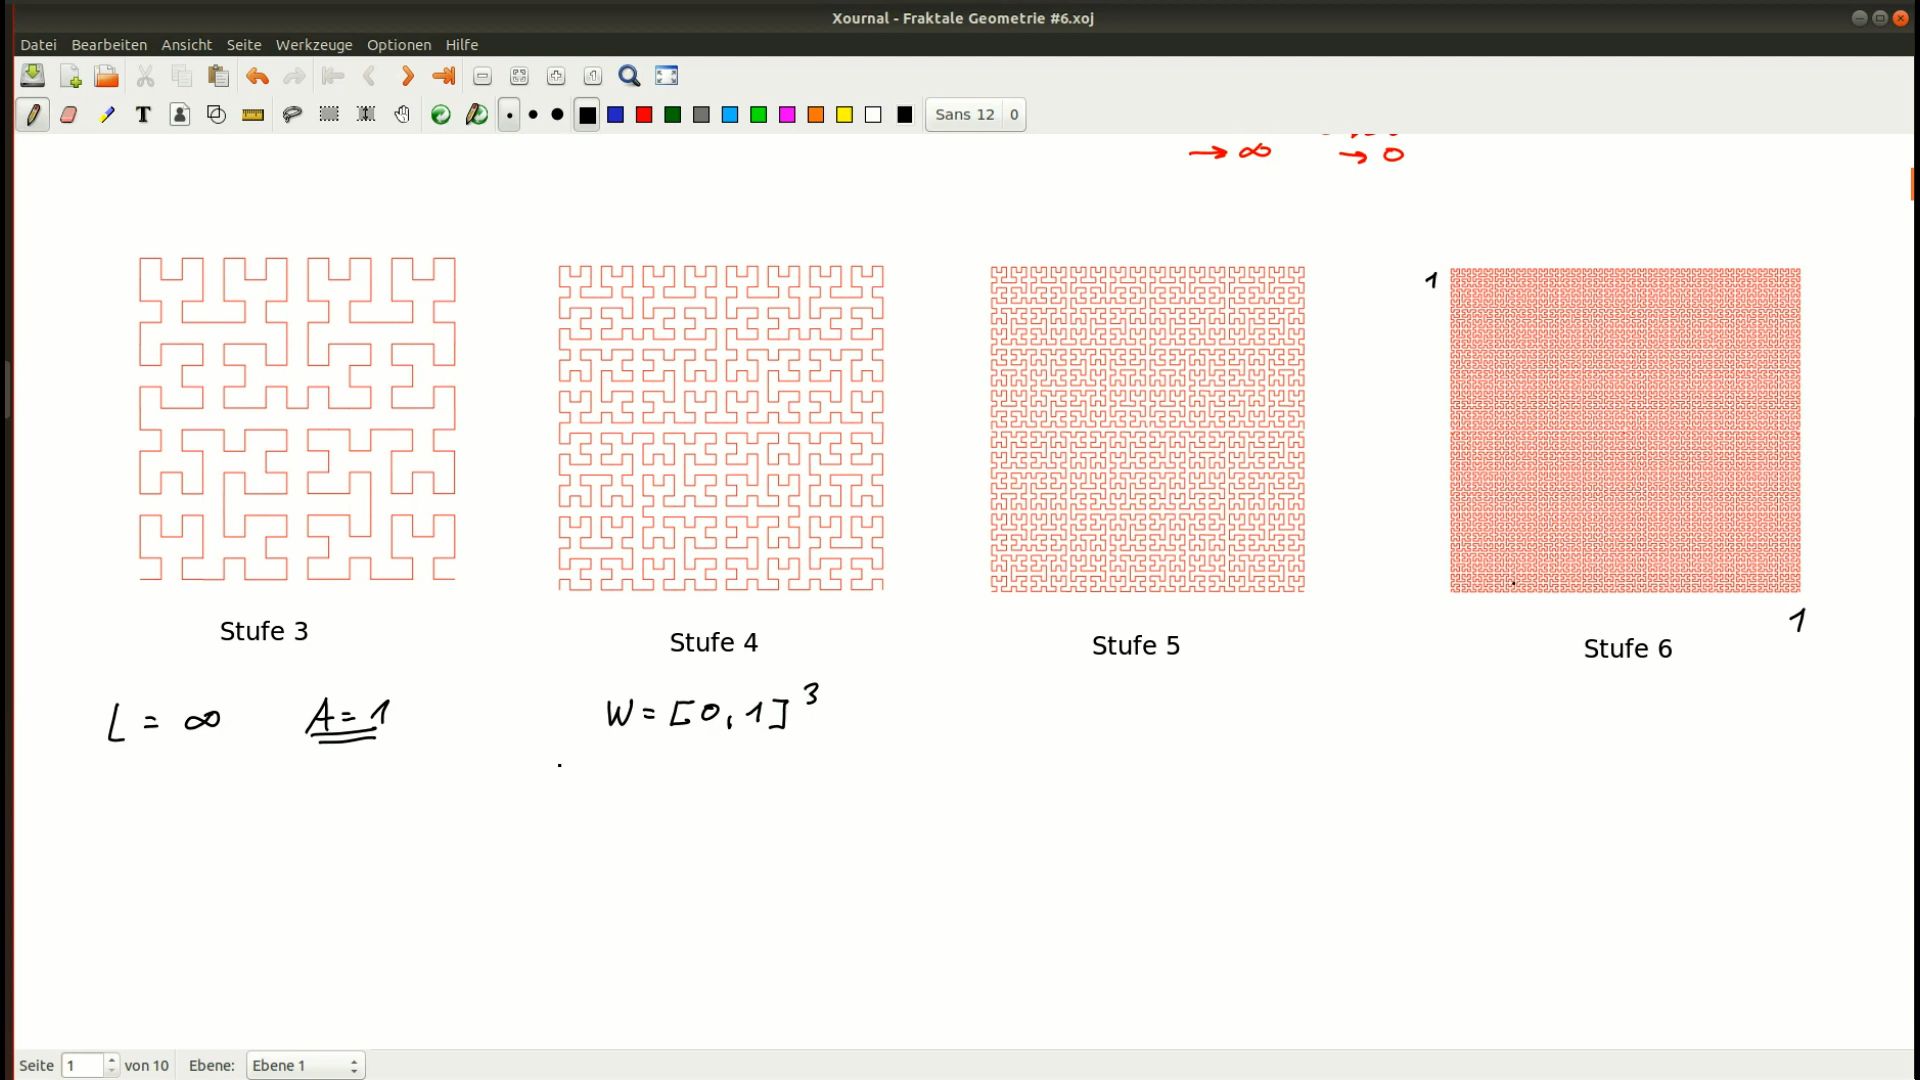 Xournal - Fraktale Geometrie #6.xoj
Datei Bearbeiten Ansicht Seite Werkzeuge Optionen Hilfe
T Sans 12 0
→ ∞ → 0
1
1
Stufe 3 Stufe 4 Stufe 5 Stufe 6
L = ∞ A = 1 W = [0, 1]³
Seite 1 von 10 Ebene: Ebene 1